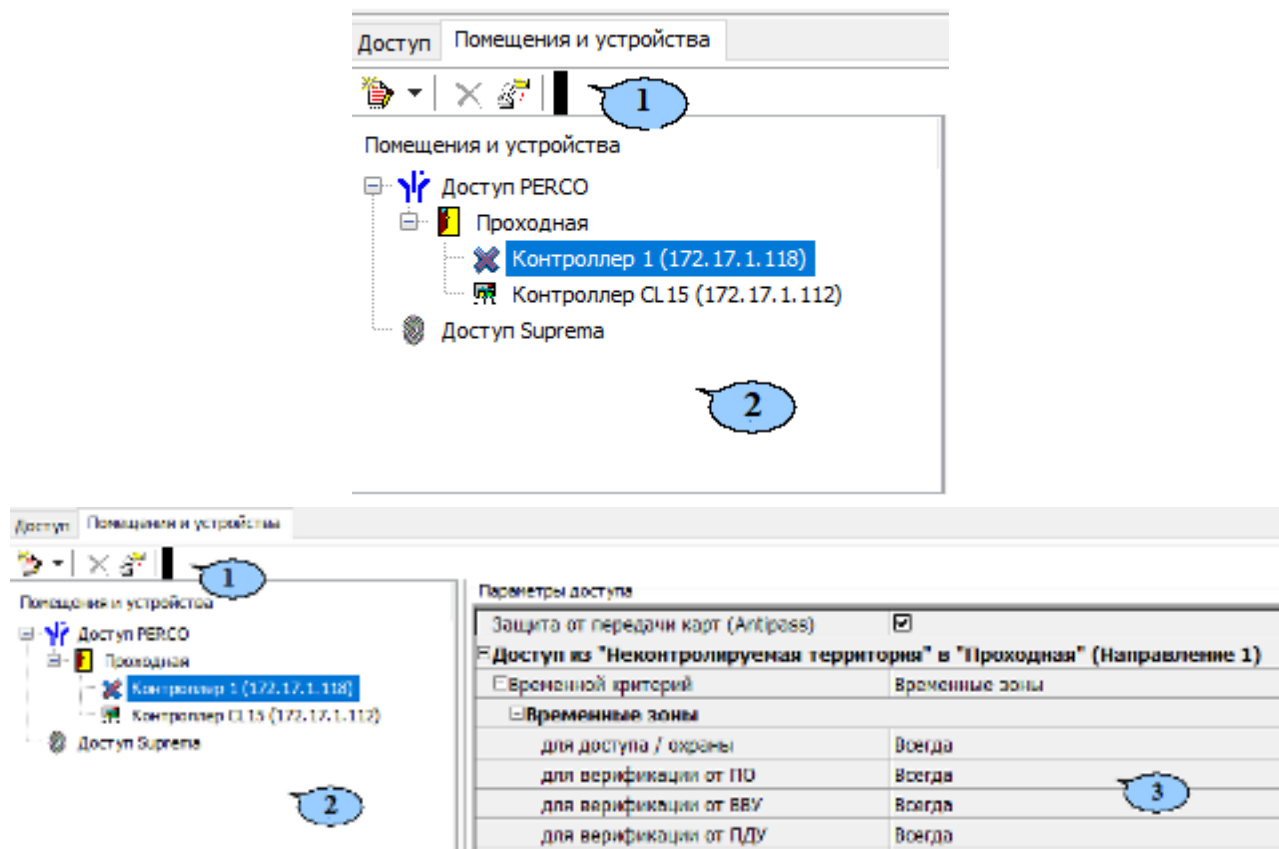 Доступ Помещения и устройства
1
Помещения и устройства
Доступ PERCO
Проходная
Контроллер 1 (172.17.1.118)
Контроллер CL15 (172.17.1.112)
Доступ Suprema
2
Доступ Помещения и устройства
1
Помещения и устройства
Доступ PERCO
Проходная
Контроллер 1 (172.17.1.118)
Контроллер CL15 (172.17.1.112)
Доступ Suprema
2
Параметры доступа
Защита от передачи карт (Antipass)
Доступ из "Неконтролируемая территория" в "Проходная" (Направление 1)
Временной критерий Временные зоны
Временные зоны
для доступа / охраны Всегда
для верификации от ПО Всегда
для верификации от ВВУ Всегда
для верификации от ПДУ Всегда
3